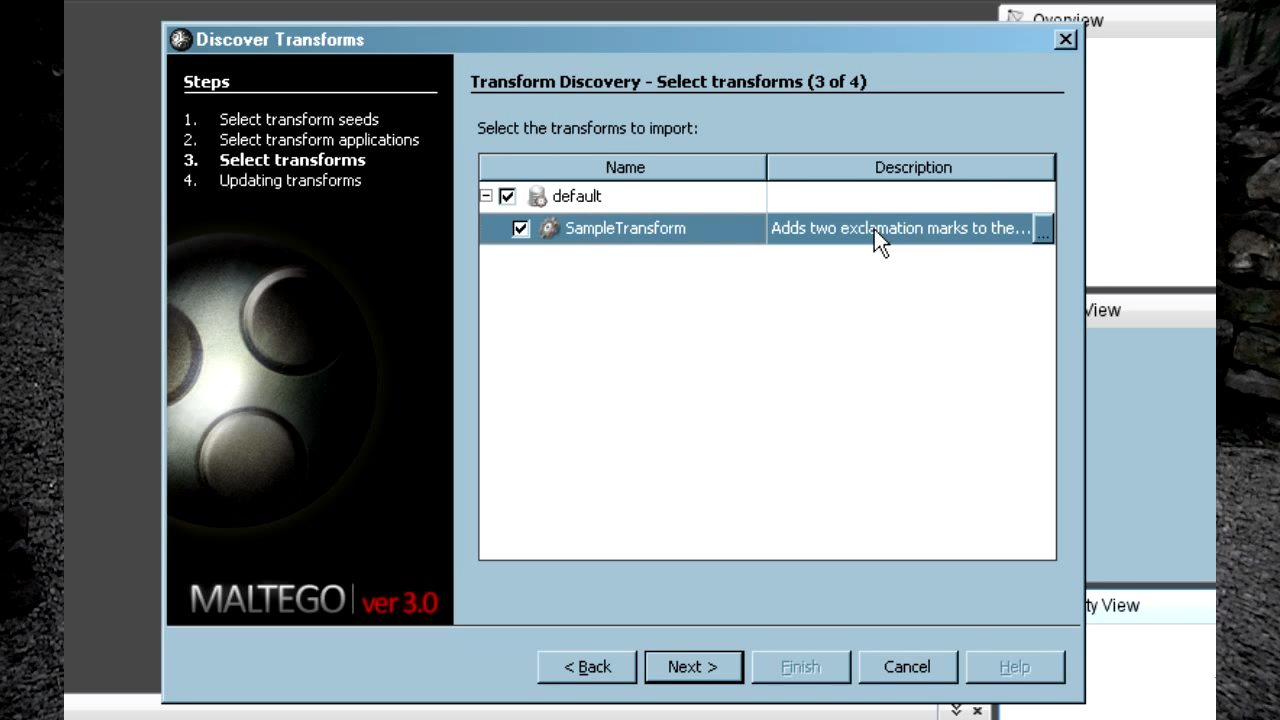 Overview
Discover Transforms
Steps
1. Select transform seeds
2. Select transform applications
3. Select transforms
4. Updating transforms
Transform Discovery - Select transforms (3 of 4)
Select the transforms to import:
Name Description
default
SampleTransform Adds two exclamation marks to the... ...
View
ty View
MALTEGO | ver 3.0
< Back Next > Finish Cancel Help